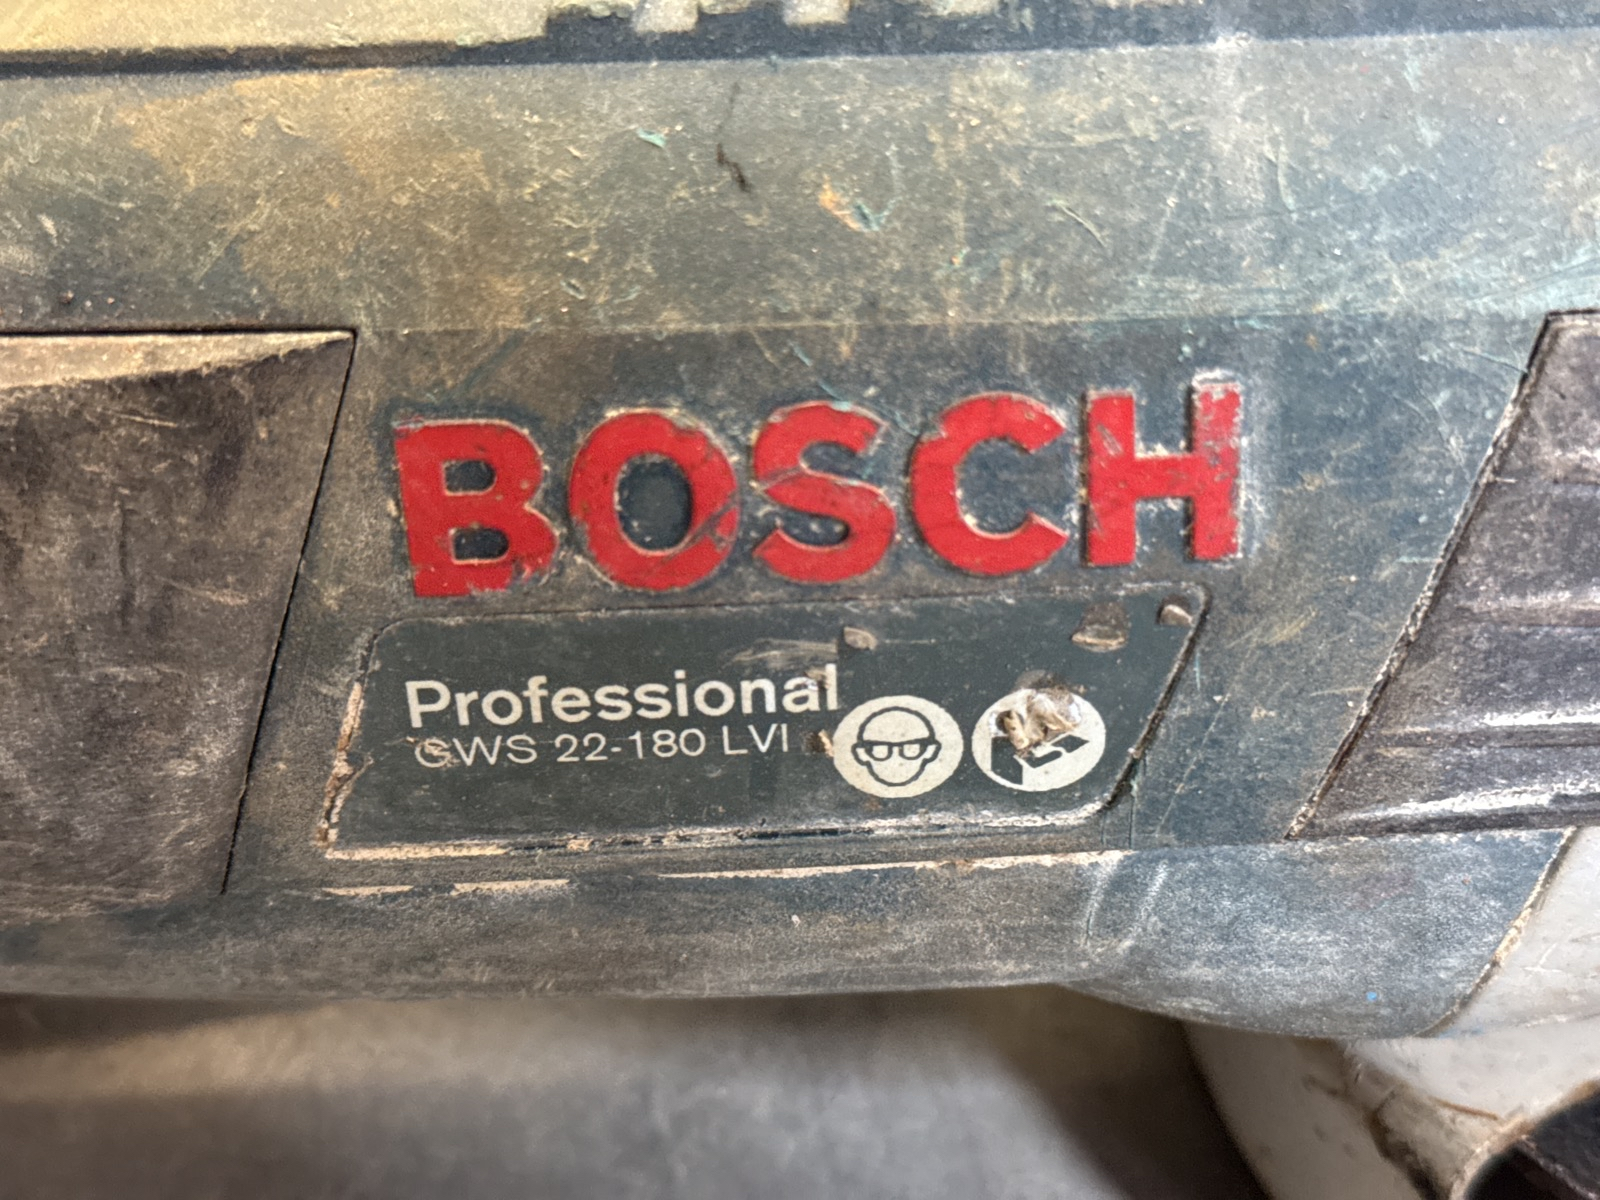 BOSCH
Professional
GWS 22-180 LVI